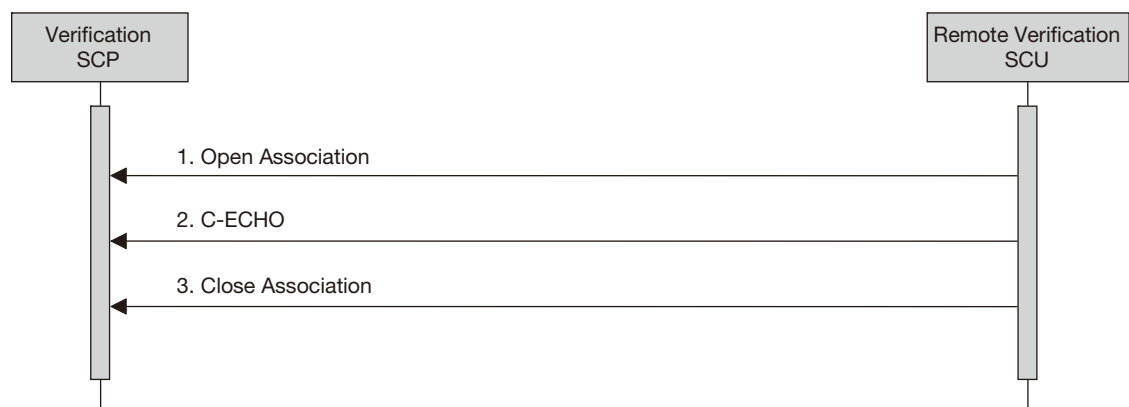 Verification
SCP
Remote Verification
SCU
1. Open Association
2. C-ECHO
3. Close Association